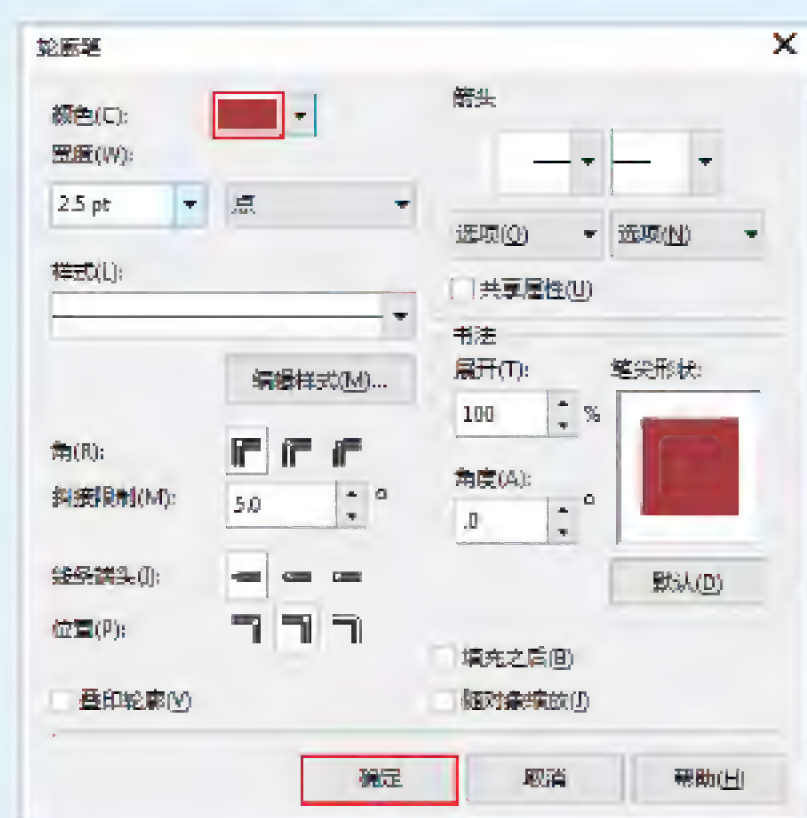 轮廓笔
颜色(C):
宽度(W):
2.5 pt
点
样式(L):
编辑样式(M)...
角(R):
斜接限制(M):
5.0
°
线条端头(I):
位置(P):
叠印轮廓(V)
箭头
选项(O)
选项(N)
共享属性(U)
书法
展开(T):
笔尖形状:
100
%
角度(A):
.0
°
默认(D)
填充之后(B)
随对象缩放(J)
确定
取消
帮助(H)